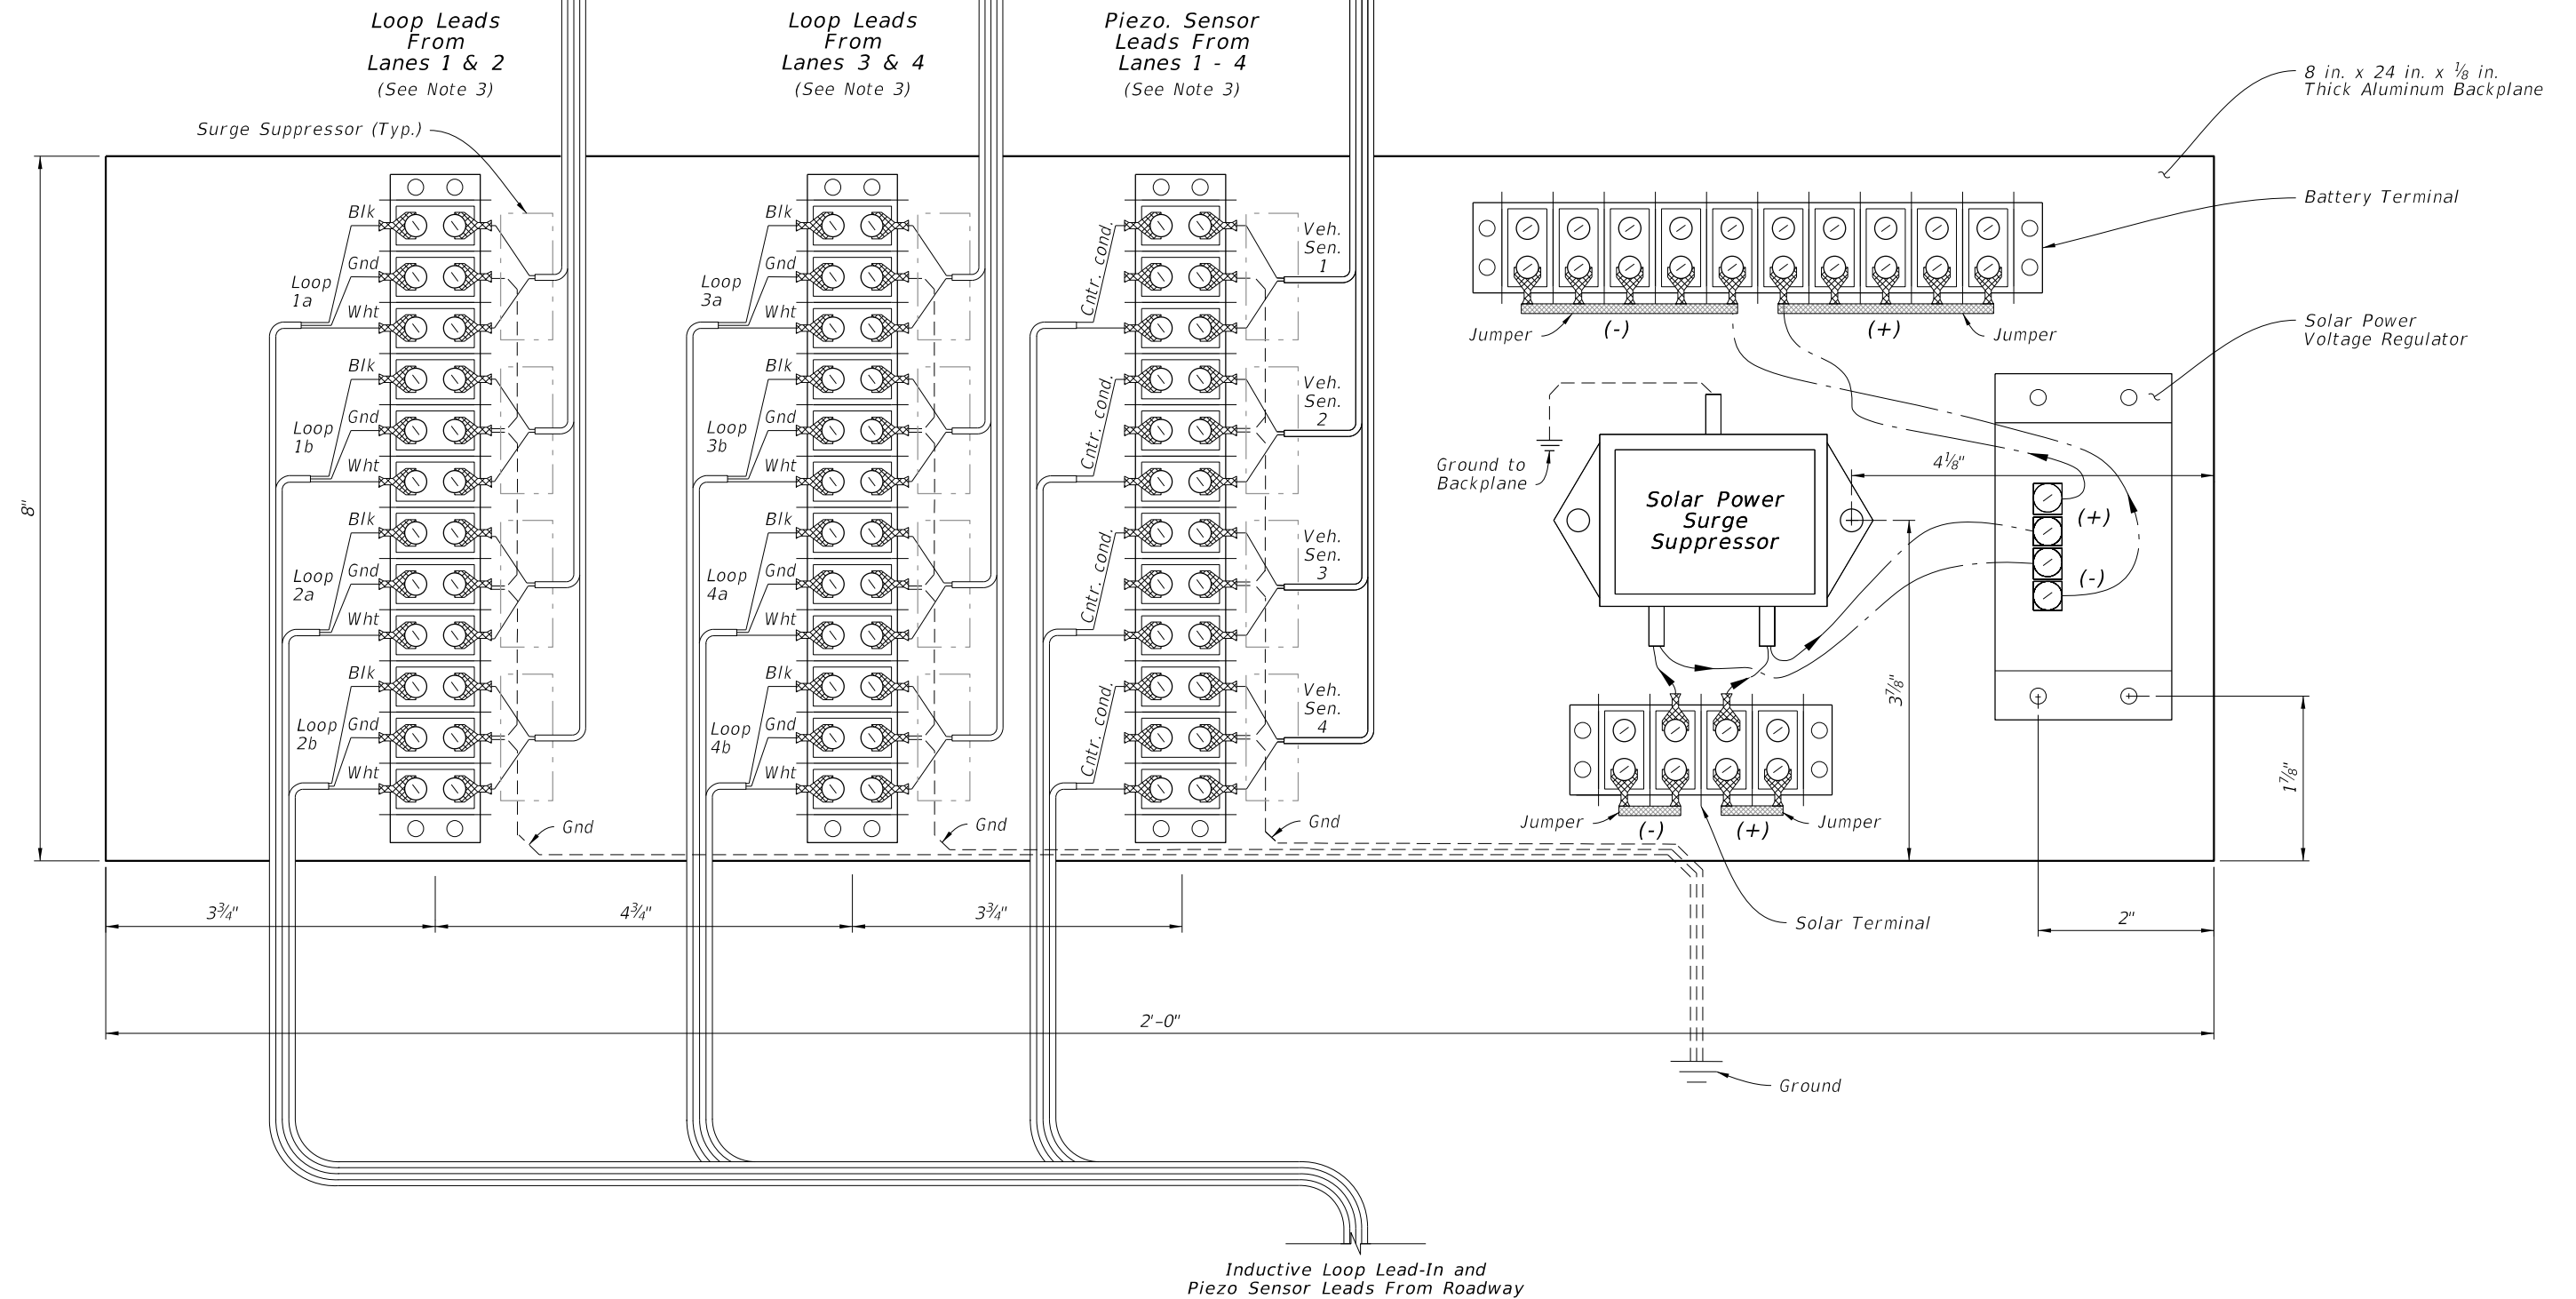 Loop Leads
From
Lanes 1 & 2
(See Note 3)
Loop Leads
From
Lanes 3 & 4
(See Note 3)
Piezo. Sensor
Leads From
Lanes 1 - 4
(See Note 3)
8 in. x 24 in. x ⅛ in.
Thick Aluminum Backplane
Surge Suppressor (Typ.)
Battery Terminal
Solar Power
Voltage Regulator
8"
Blk
Gnd
Wht
Loop
1a
Blk
Gnd
Wht
Loop
1b
Blk
Gnd
Wht
Loop
2a
Blk
Gnd
Wht
Loop
2b
Gnd
Blk
Gnd
Wht
Loop
3a
Blk
Gnd
Wht
Loop
3b
Blk
Gnd
Wht
Loop
4a
Blk
Gnd
Wht
Loop
4b
Gnd
Cntr. cond.
Veh.
Sen.
1
Cntr. cond.
Veh.
Sen.
2
Cntr. cond.
Veh.
Sen.
3
Cntr. cond.
Veh.
Sen.
4
Gnd
Jumper
(-)
(+)
Jumper
Ground to
Backplane
Solar Power
Surge
Suppressor
4⅛"
(+)
(-)
3⅞"
1⅞"
Jumper
(-)
(+)
Jumper
Solar Terminal
3¾"
4¾"
3¾"
2"
2'-0"
Ground
Inductive Loop Lead-In and
Piezo Sensor Leads From Roadway